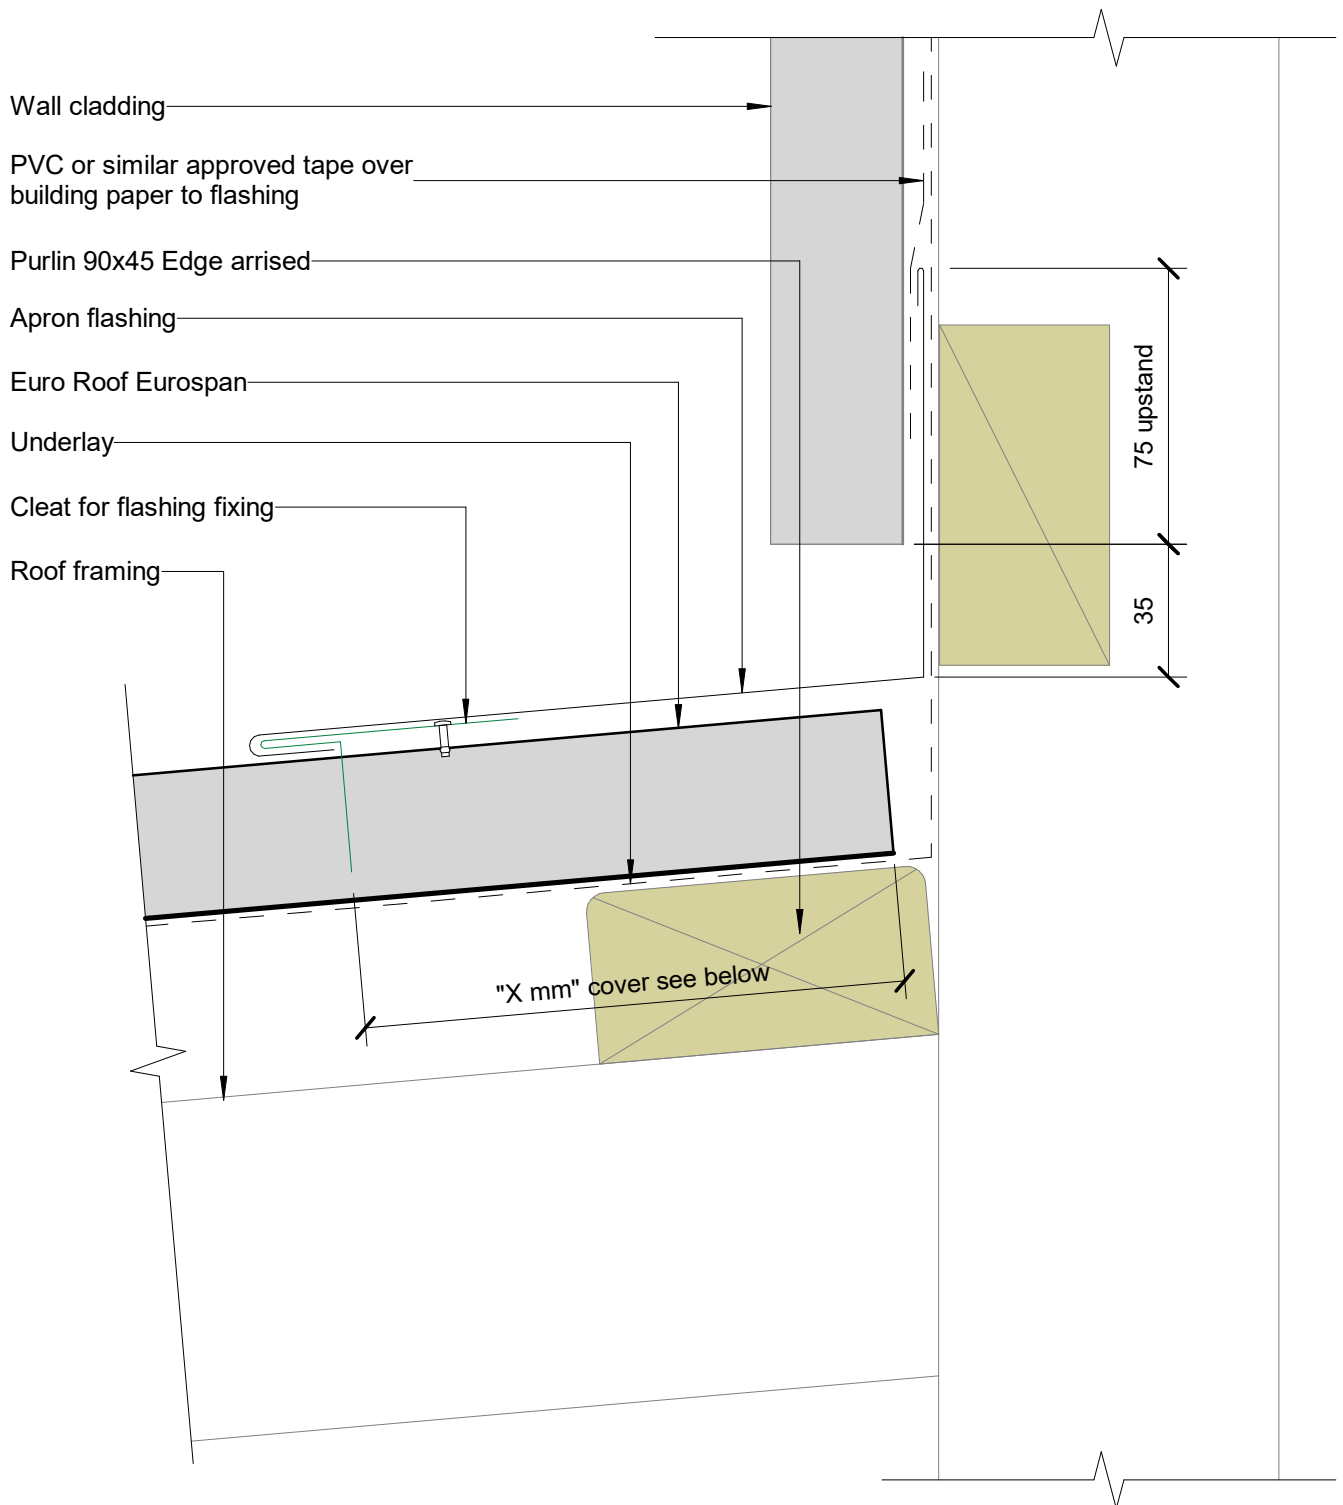 Wall cladding
PVC or similar approved tape over
building paper to flashing
Purlin 90x45 Edge arrised
Apron flashing
Euro Roof Eurospan
Underlay
Cleat for flashing fixing
Roof framing
75 upstand
35
"X mm" cover see below